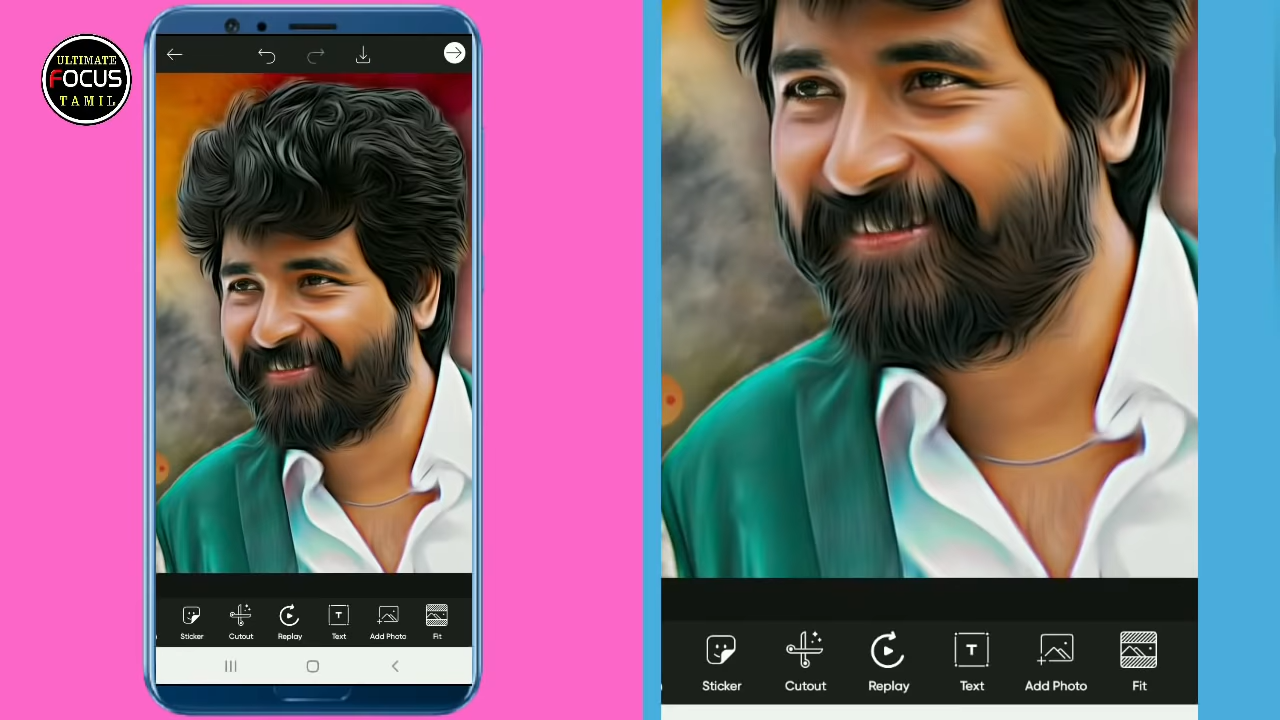 ULTIMATE
FOCUS
TAMIL
Sticker
Cutout
Replay
Text
Add Photo
Fit
Sticker
Cutout
Replay
Text
Add Photo
Fit